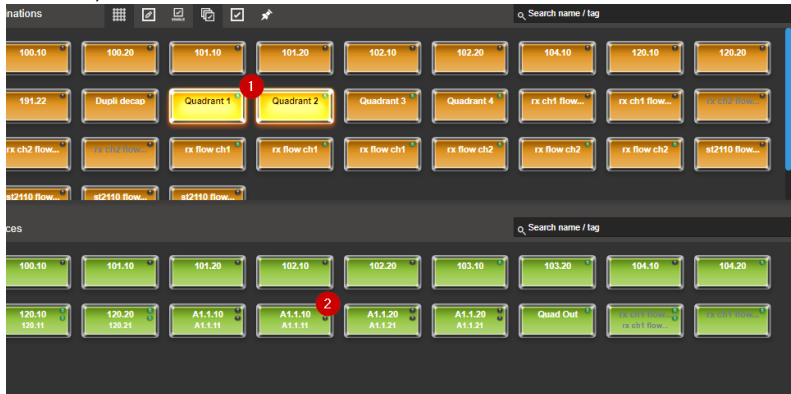 nations
Search name / tag
100.10 100.20 101.10 101.20 102.10 102.20 104.10 120.10 120.20
1
191.22 Dupli decap Quadrant 1 Quadrant 2 Quadrant 3 Quadrant 4 rx ch1 flow... rx ch1 flow... rx ch2 flow...
rx ch2 flow... rx ch2 flow... rx flow ch1 rx flow ch1 rx flow ch1 rx flow ch2 rx flow ch2 rx flow ch2 st2110 flow...
st2110 flow... st2110 flow... st2110 flow...
ces
Search name / tag
100.10 101.10 101.20 102.10 102.20 103.10 103.20 104.10 104.20
2
120.10 120.20 A1.1.10 A1.1.10 A1.1.20 A1.1.20 Quad Out rx ch1 flow... rx ch1 flow...
120.11 120.21 A1.1.11 A1.1.11 A1.1.21 A1.1.21 rx ch1 flow...